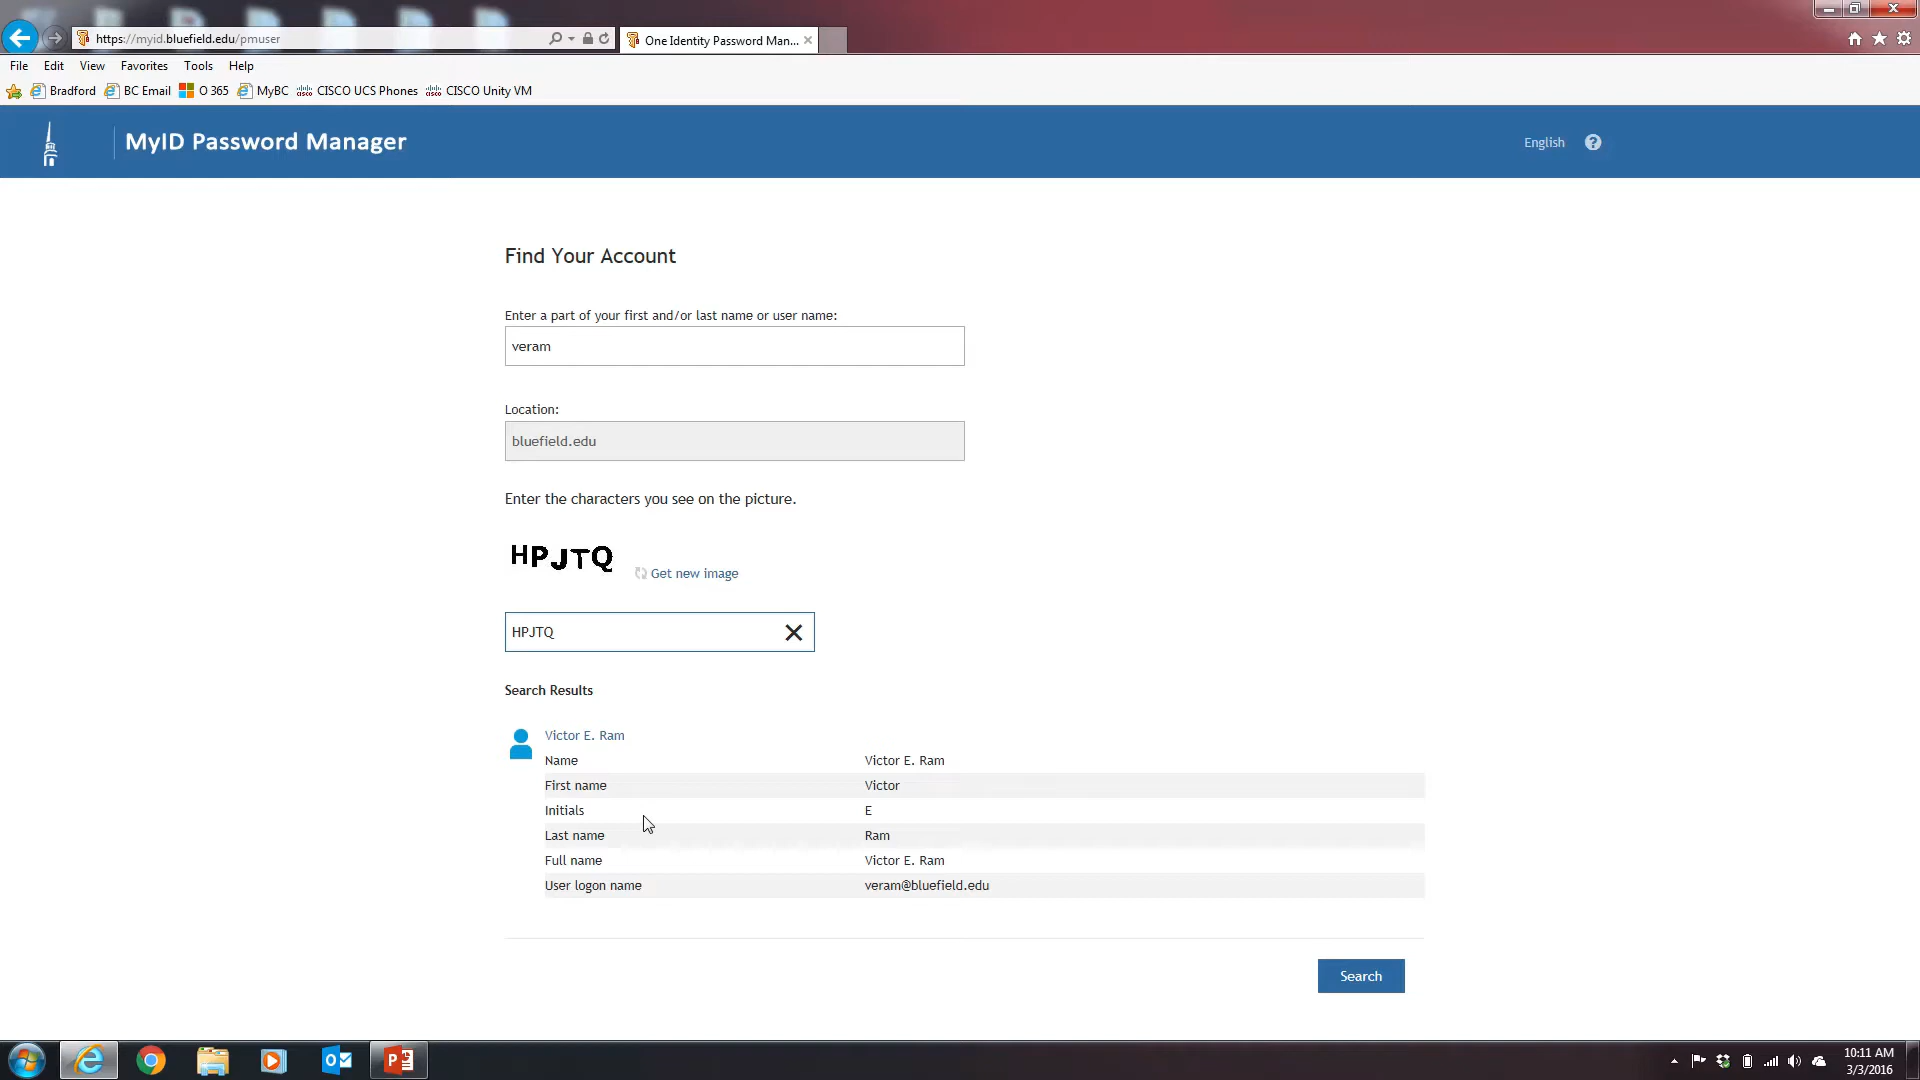 https://myid.bluefield.edu/pmuser
One Identity Password Man...
File Edit View Favorites Tools Help
Bradford BC Email O 365 MyBC CISCO UCS Phones CISCO Unity VM
MyID Password Manager
English ?
Find Your Account
Enter a part of your first and/or last name or user name:
veram
Location:
bluefield.edu
Enter the characters you see on the picture.
HPJTQ
Get new image
HPJTQ
Search Results
Victor E. Ram
Name Victor E. Ram
First name Victor
Initials E
Last name Ram
Full name Victor E. Ram
User logon name veram@bluefield.edu
Search
10:11 AM
3/3/2016